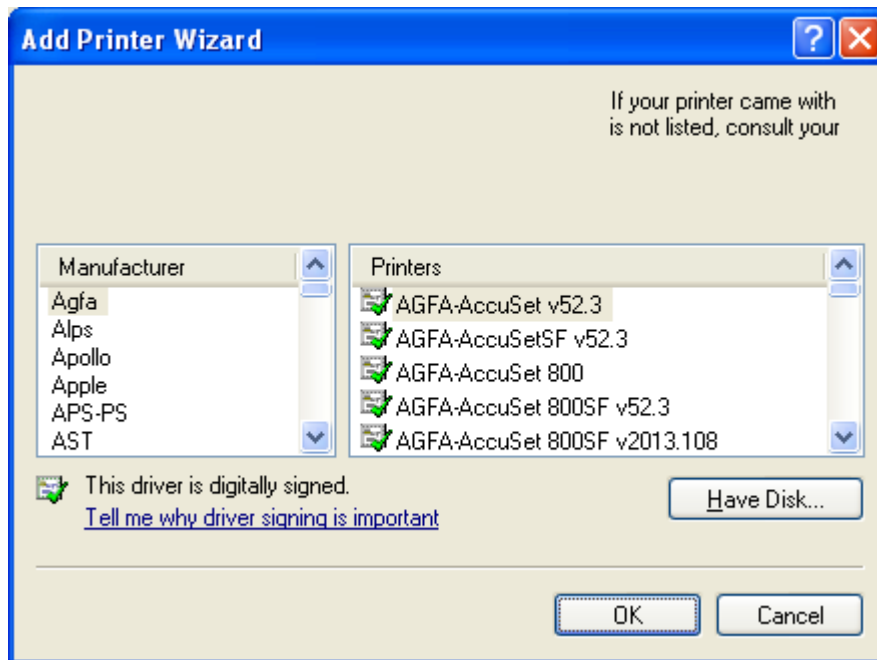 Add Printer Wizard
If your printer came with
is not listed, consult your
Manufacturer
Agfa
Alps
Apollo
Apple
APS-PS
AST
Printers
AGFA-AccuSet v52.3
AGFA-AccuSetSF v52.3
AGFA-AccuSet 800
AGFA-AccuSet 800SF v52.3
AGFA-AccuSet 800SF v2013.108
This driver is digitally signed.
Tell me why driver signing is important
Have Disk...
OK
Cancel